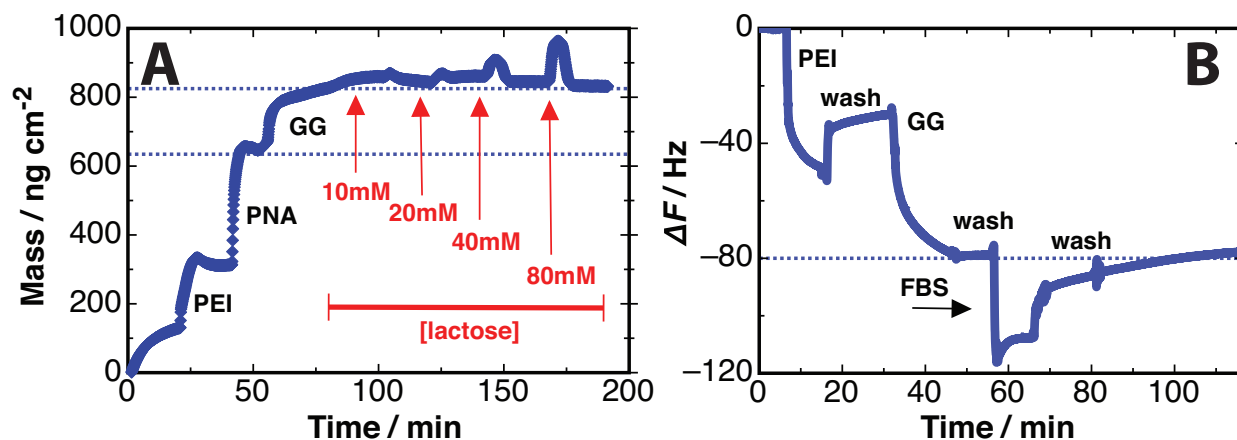 A
1000
800
600
400
200
0
Mass / ng cm⁻²
GG
PNA
PEI
10mM
20mM
40mM
80mM
[lactose]
0
50
100
150
200
Time / min
B
0
−40
−80
−120
ΔF / Hz
PEI
wash
GG
wash
wash
FBS
0
20
40
60
80
100
Time / min